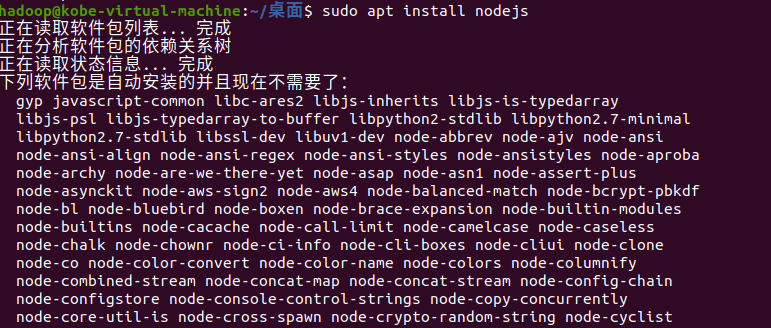 hadoop@kobe-virtual-machine:~/桌面$ sudo apt install nodejs
正在读取软件包列表... 完成
正在分析软件包的依赖关系树
正在读取状态信息... 完成
下列软件包是自动安装的并且现在不需要了：
gyp javascript-common libc-ares2 libjs-inherits libjs-is-typedarray
libjs-psl libjs-typedarray-to-buffer libpython2-stdlib libpython2.7-minimal
libpython2.7-stdlib libssl-dev libuv1-dev node-abbrev node-ajv node-ansi
node-ansi-align node-ansi-regex node-ansi-styles node-ansistyles node-aproba
node-archy node-are-we-there-yet node-asap node-asn1 node-assert-plus
node-asynckit node-aws-sign2 node-aws4 node-balanced-match node-bcrypt-pbkdf
node-bl node-bluebird node-boxen node-brace-expansion node-builtin-modules
node-builtins node-cacache node-call-limit node-camelcase node-caseless
node-chalk node-chownr node-ci-info node-cli-boxes node-cliui node-clone
node-co node-color-convert node-color-name node-colors node-columnify
node-combined-stream node-concat-map node-concat-stream node-config-chain
node-configstore node-console-control-strings node-copy-concurrently
node-core-util-is node-cross-spawn node-crypto-random-string node-cyclist